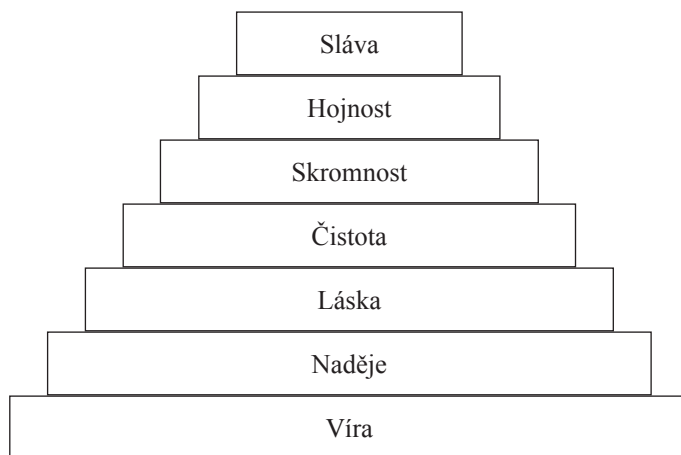 Sláva
Hojnost
Skromnost
Čistota
Láska
Naděje
Víra